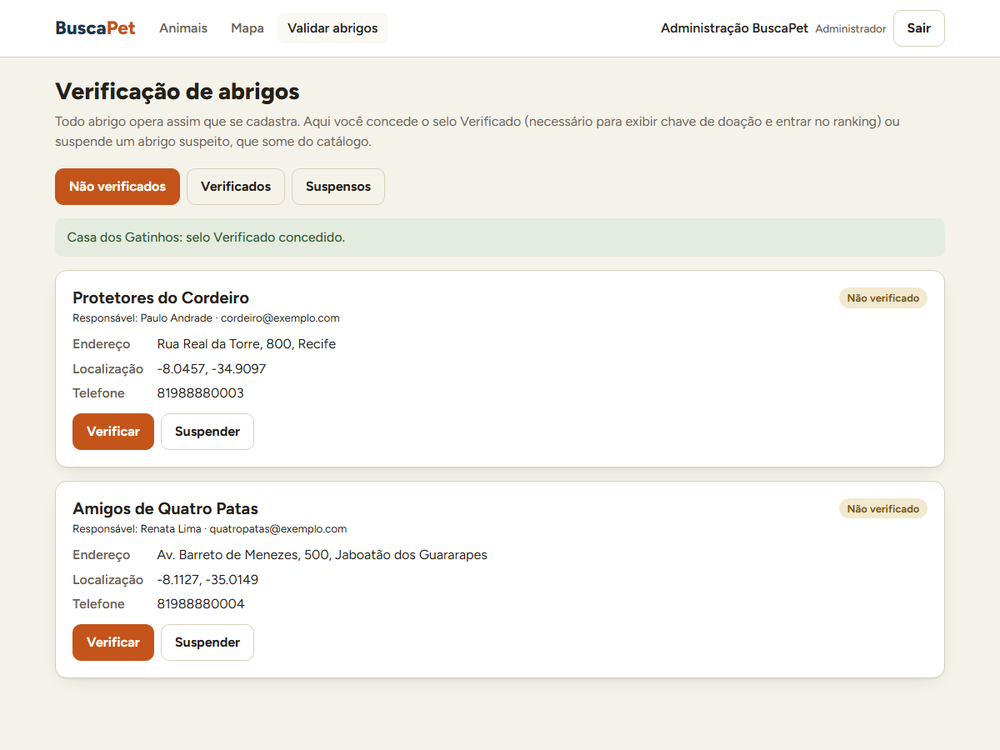 BuscaPet Animais Mapa Validar abrigos Administração BuscaPet Administrador Sair
Verificação de abrigos
Todo abrigo opera assim que se cadastra. Aqui você concede o selo Verificado (necessário para exibir chave de doação e entrar no ranking) ou
suspende um abrigo suspeito, que some do catálogo.
Não verificados Verificados Suspensos
Casa dos Gatinhos: selo Verificado concedido.
Protetores do Cordeiro Não verificado
Responsável: Paulo Andrade · cordeiro@exemplo.com
Endereço Rua Real da Torre, 800, Recife
Localização -8.0457, -34.9097
Telefone 81988880003
Verificar Suspender
Amigos de Quatro Patas Não verificado
Responsável: Renata Lima · quatropatas@exemplo.com
Endereço Av. Barreto de Menezes, 500, Jaboatão dos Guararapes
Localização -8.1127, -35.0149
Telefone 81988880004
Verificar Suspender